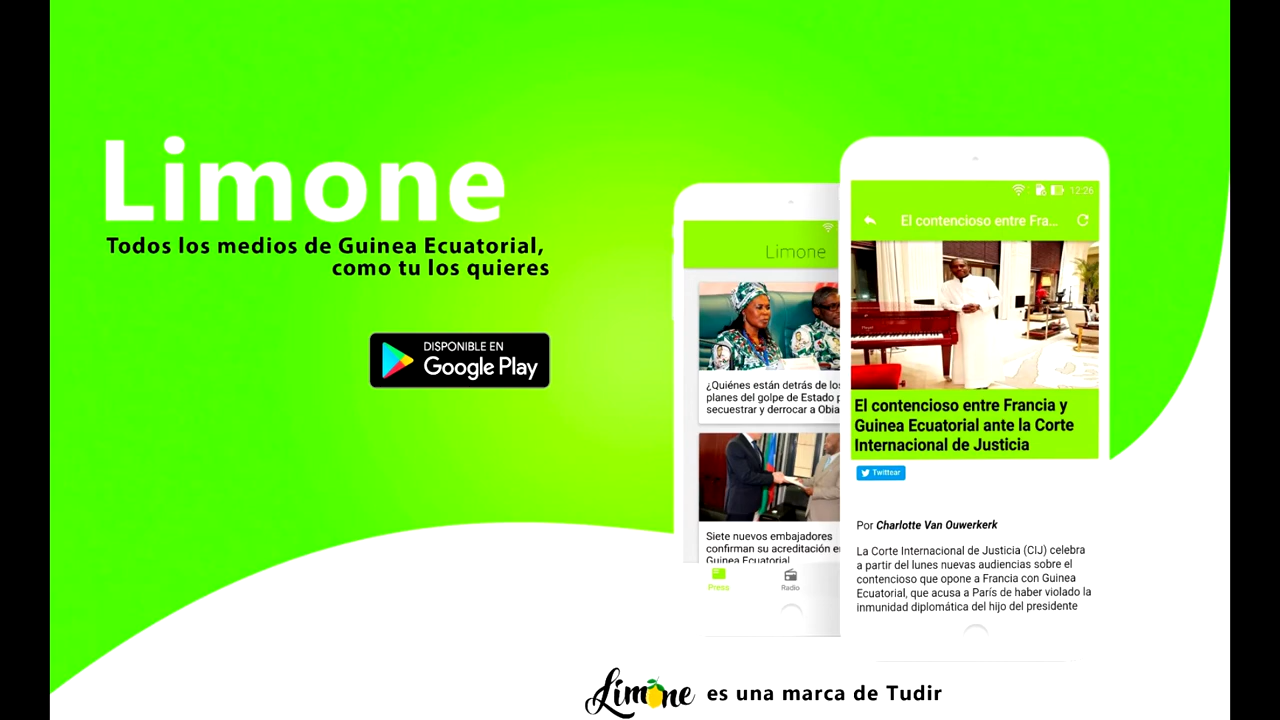 Limone
Todos los medios de Guinea Ecuatorial,
como tu los quieres
DISPONIBLE EN
Google Play
Limone
¿Quiénes están detrás de los
planes del golpe de Estado p
secuestrar y derrocar a Obia
Siete nuevos embajadores
confirman su acreditación e
Guinea Ecuatorial
Press
Radio
12:26
El contencioso entre Fra...
El contencioso entre Francia y
Guinea Ecuatorial ante la Corte
Internacional de Justicia
Twittear
Por Charlotte Van Ouwerkerk
La Corte Internacional de Justicia (CIJ) celebra
a partir del lunes nuevas audiencias sobre el
contencioso que opone a Francia con Guinea
Ecuatorial, que acusa a París de haber violado la
inmunidad diplomática del hijo del presidente
Limone es una marca de Tudir